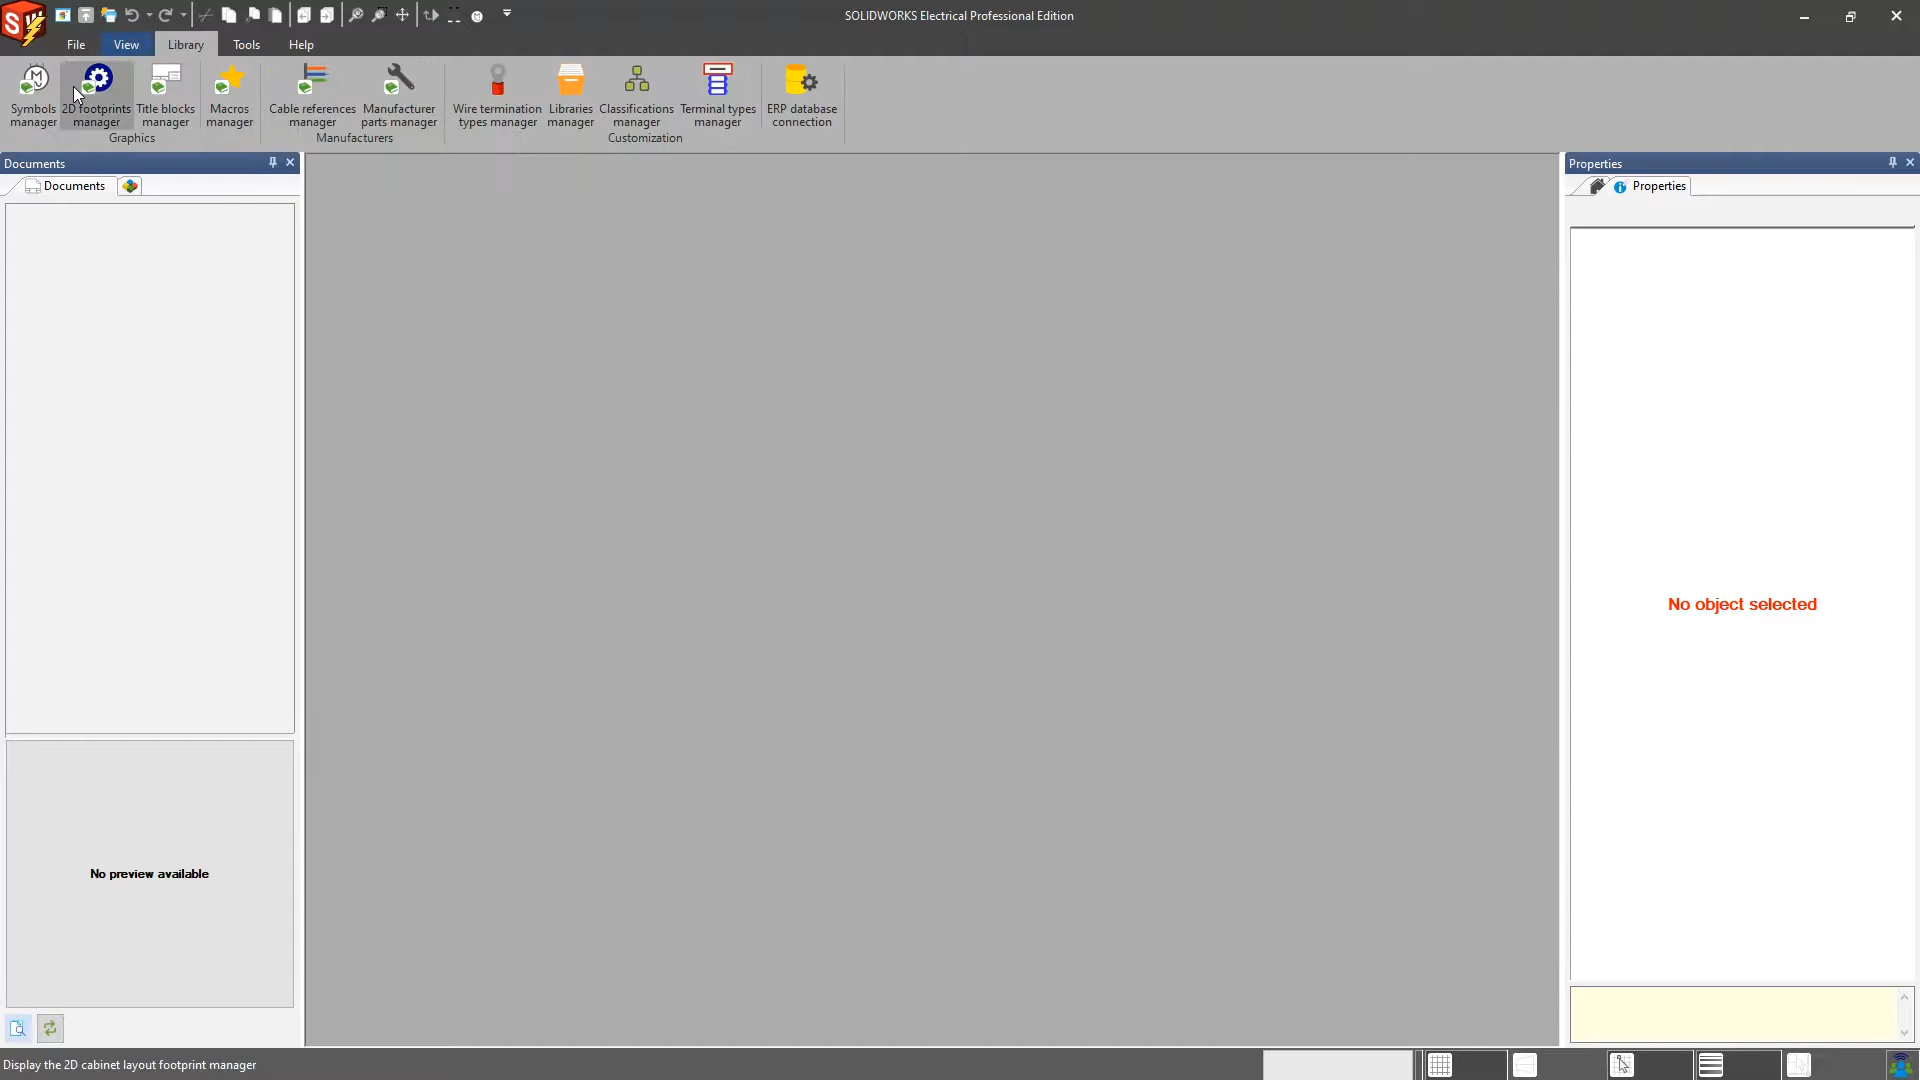 SOLIDWORKS Electrical Professional Edition
File View Library Tools Help
Symbols manager
2D footprints manager
Title blocks manager
Macros manager
Cable references manager
Manufacturer parts manager
Wire termination types manager
Libraries manager
Classifications manager
Terminal types manager
ERP database connection
Graphics
Manufacturers
Customization
Documents
Documents
Properties
Properties
No object selected
No preview available
Display the 2D cabinet layout footprint manager